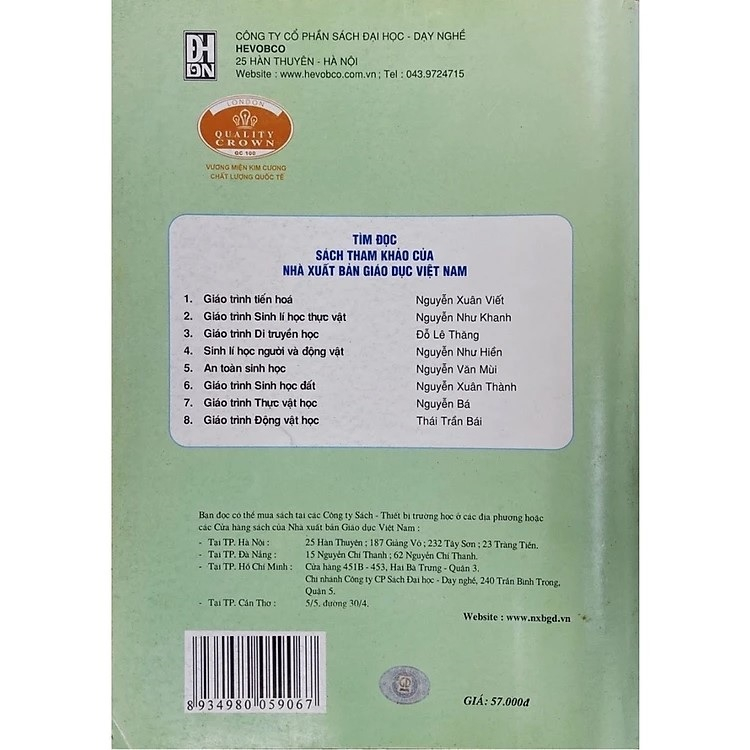 CÔNG TY CỔ PHẦN SÁCH ĐẠI HỌC - DẠY NGHỀ
HEVOBCO
25 HÀN THUYÊN - HÀ NỘI
Website : www.hevobco.com.vn ; Tel : 043.9724715
LONDON
QUALITY
CROWN
QC 100
VƯƠNG MIỆN KIM CƯƠNG
CHẤT LƯỢNG QUỐC TẾ
TÌM ĐỌC
SÁCH THAM KHẢO CỦA
NHÀ XUẤT BẢN GIÁO DỤC VIỆT NAM
1. Giáo trình tiến hoá Nguyễn Xuân Viết
2. Giáo trình Sinh lí học thực vật Nguyễn Như Khanh
3. Giáo trình Di truyền học Đỗ Lê Thăng
4. Sinh lí học người và động vật Nguyễn Như Hiền
5. An toàn sinh học Nguyễn Văn Mùi
6. Giáo trình Sinh học đất Nguyễn Xuân Thành
7. Giáo trình Thực vật học Nguyễn Bá
8. Giáo trình Động vật học Thái Trần Bái
Bạn đọc có thể mua sách tại các Công ty Sách - Thiết bị trường học ở các địa phương hoặc
các Cửa hàng sách của Nhà xuất bản Giáo dục Việt Nam :
- Tại TP. Hà Nội : 25 Hàn Thuyên ; 187 Giảng Võ ; 232 Tây Sơn ; 23 Tràng Tiền.
- Tại TP. Đà Nẵng : 15 Nguyễn Chí Thanh ; 62 Nguyễn Chí Thanh.
- Tại TP. Hồ Chí Minh : Cửa hàng 451B - 453, Hai Bà Trưng - Quận 3.
Chi nhánh Công ty CP Sách Đại học - Dạy nghề, 240 Trần Bình Trọng,
Quận 5.
- Tại TP. Cần Thơ : 5/5, đường 30/4.
Website : www.nxbgd.vn
8 934980 059067
GIÁ: 57.000đ